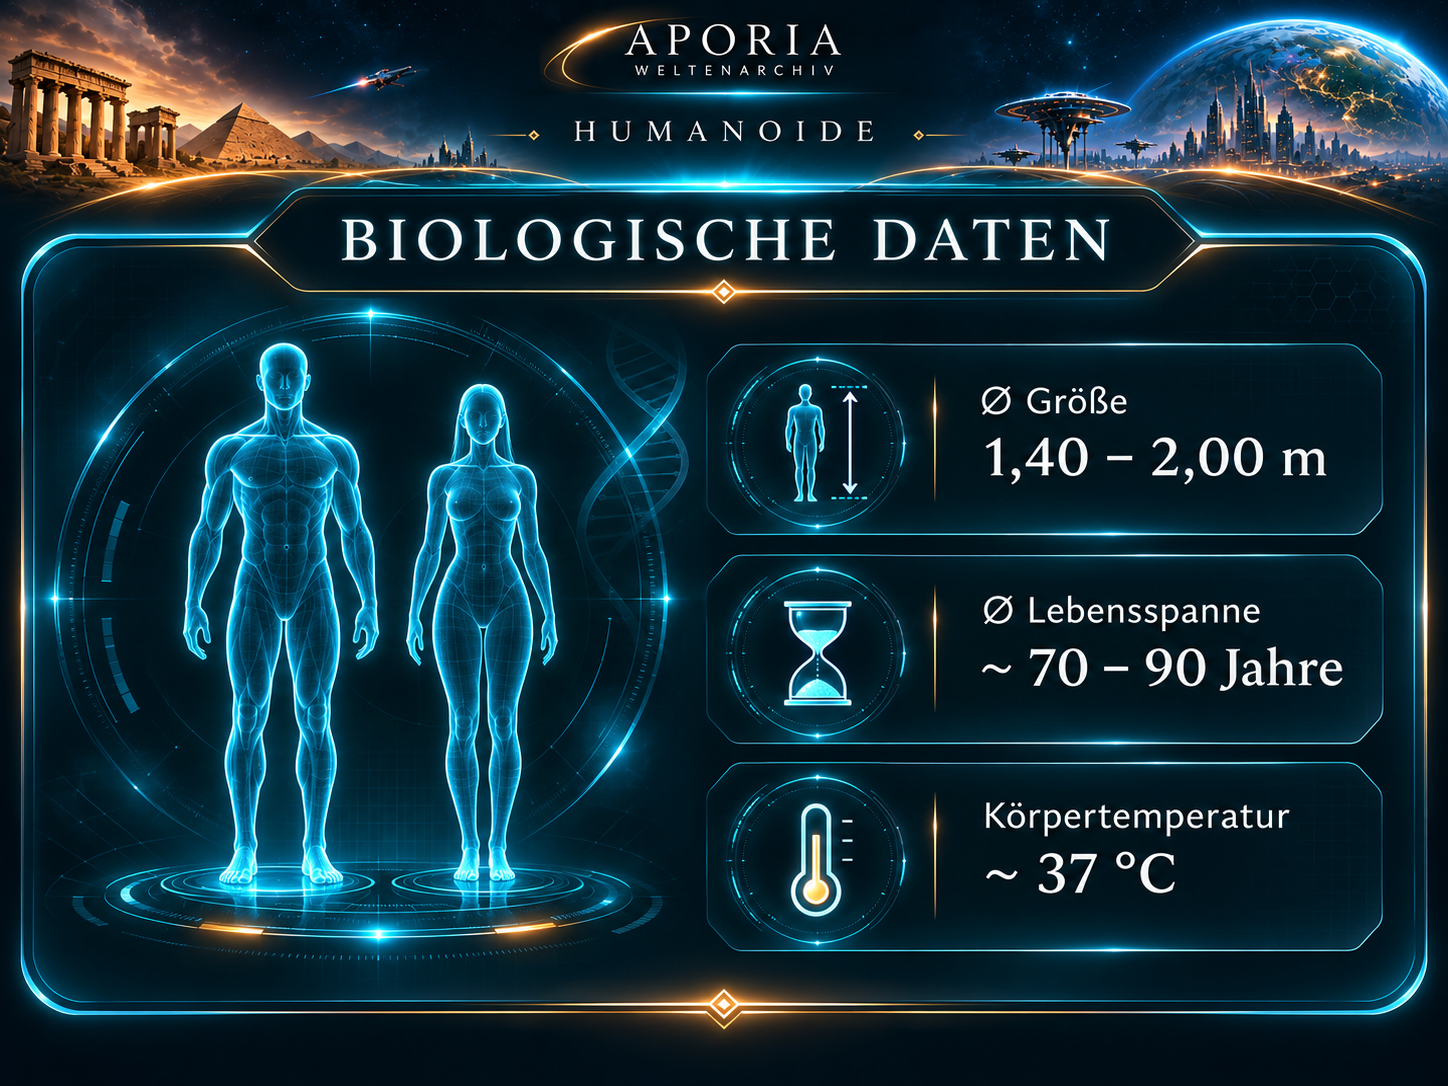 APORIA
WELTENARCHIV
HUMANOIDE
BIOLOGISCHE DATEN
Ø Größe
1,40 – 2,00 m
Ø Lebensspanne
~ 70 – 90 Jahre
Körpertemperatur
~ 37 °C